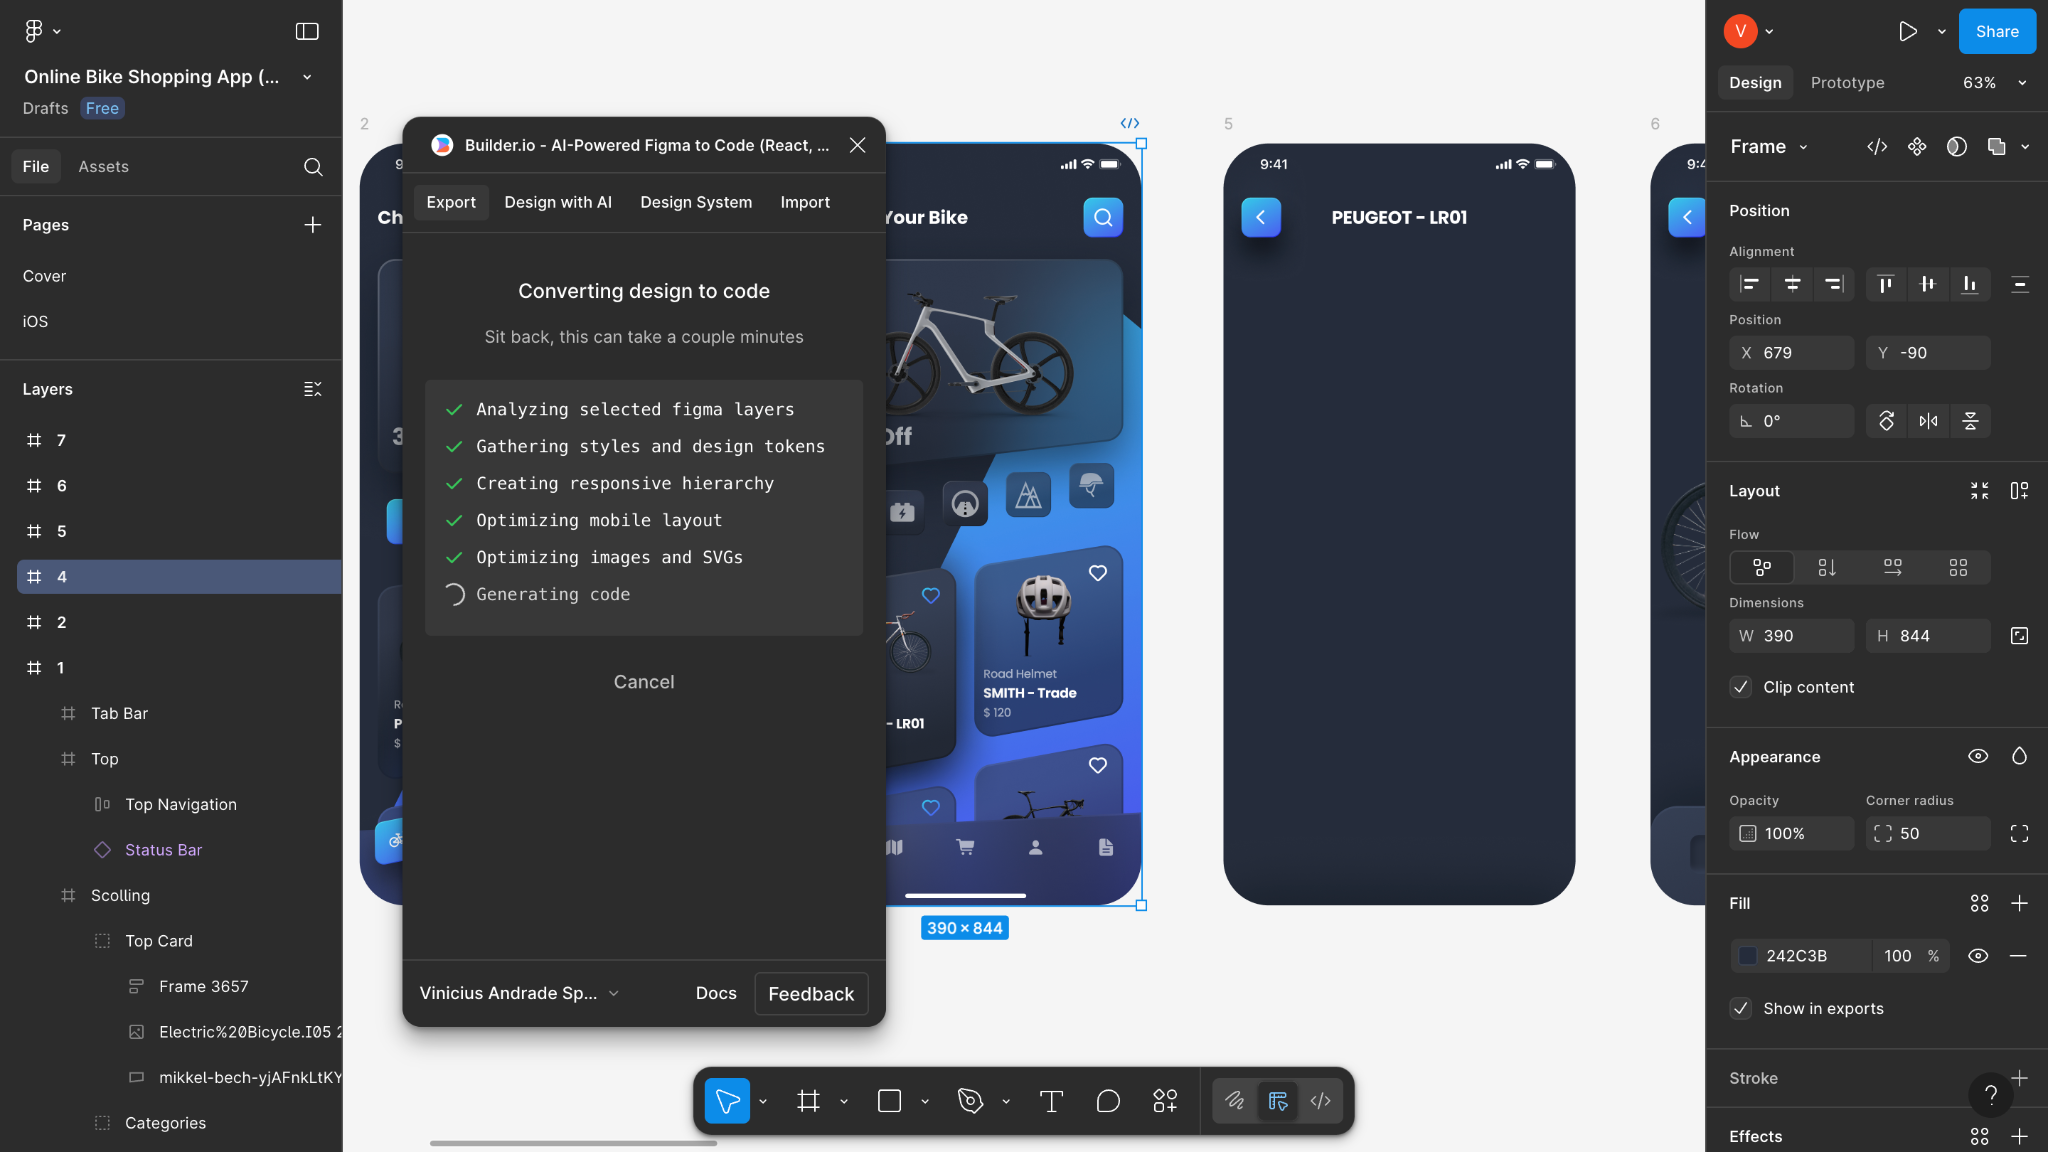 Online Bike Shopping App (...
Drafts
Free
File
Assets
Pages
Cover
iOS
Layers
7
6
5
4
2
1
Tab Bar
Top
Top Navigation
Status Bar
Scolling
Top Card
Frame 3657
Electric%20Bicycle.I05 2
mikkel-bech-yjAFnkLtKY
Categories
2
9
Ch
3
P
$
Builder.io - AI-Powered Figma to Code (React, ...
Export
Design with AI
Design System
Import
Converting design to code
Sit back, this can take a couple minutes
Analyzing selected figma layers
Gathering styles and design tokens
Creating responsive hierarchy
Optimizing mobile layout
Optimizing images and SVGs
Generating code
Cancel
Vinicius Andrade Sp...
Docs
Feedback
Your Bike
Off
Road Helmet
SMITH - Trade
$ 120
- LR01
390 × 844
5
9:41
PEUGEOT - LR01
6
9:4
V
Share
Design
Prototype
63%
Frame
Position
Alignment
Position
X 679
Y -90
Rotation
0°
Layout
Flow
Dimensions
W 390
H 844
Clip content
Appearance
Opacity
Corner radius
100%
50
Fill
242C3B
100 %
Show in exports
Stroke
?
Effects